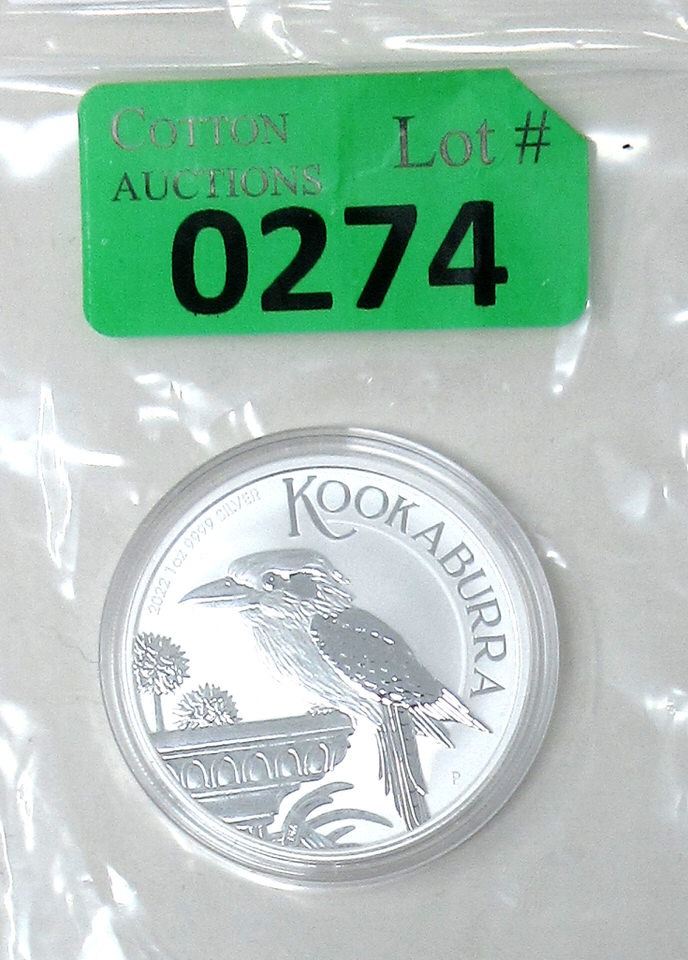 COTTON
AUCTIONS
Lot #
0274
2022 1oz 9999 SILVER
KOOKABURRA
P